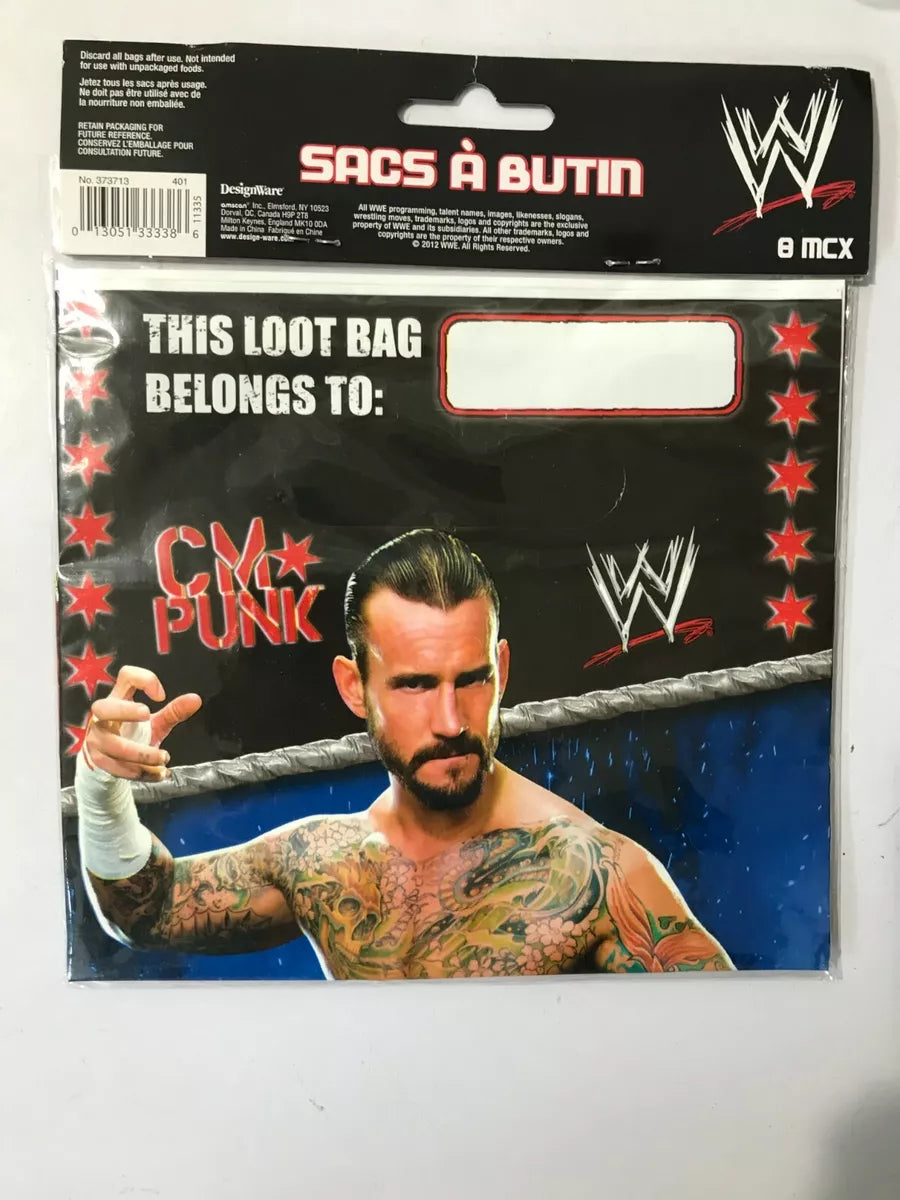 Discard all bags after use. Not intended
for use with unpackaged foods.
Jetez tous les sacs après usage.
Ne doit pas être utilisé avec de
la nourriture non emballée.
RETAIN PACKAGING FOR
FUTURE REFERENCE.
CONSERVEZ L'EMBALLAGE POUR
CONSULTATION FUTURE.
No. 373713 401
0 13051 33338 6
11335
SACS À BUTIN
DesignWare
amscan Inc., Elmsford, NY 10523
Dorval, QC, Canada H9P 2T8
Milton Keynes, England MK10 0DA
Made in China Fabriqué en Chine
www.design-ware.com
All WWE programming, talent names, images, likenesses, slogans,
wrestling moves, trademarks, logos and copyrights are the exclusive
property of WWE and its subsidiaries. All other trademarks, logos and
copyrights are the property of their respective owners.
© 2012 WWE. All Rights Reserved.
W
8 MCX
THIS LOOT BAG
BELONGS TO:
CM
PUNK
W